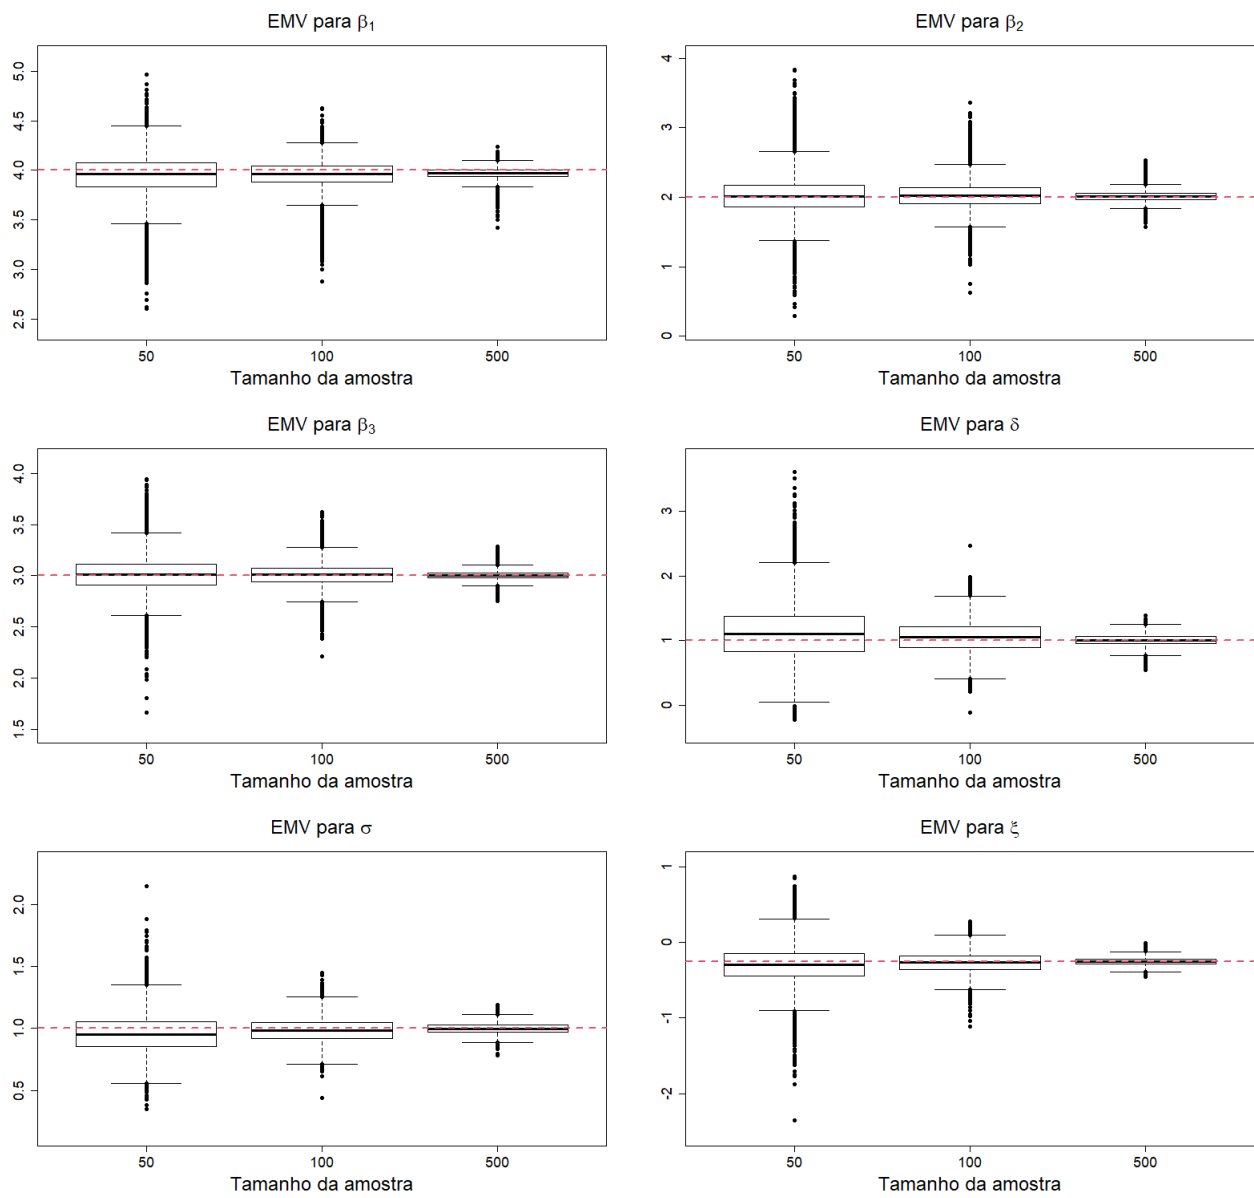 EMV para β1
5.0
4.5
4.0
3.5
3.0
2.5
50 100 500
Tamanho da amostra
EMV para β2
4
3
2
1
0
50 100 500
Tamanho da amostra
EMV para β3
4.0
3.5
3.0
2.5
2.0
1.5
50 100 500
Tamanho da amostra
EMV para δ
3
2
1
0
50 100 500
Tamanho da amostra
EMV para σ
2.0
1.5
1.0
0.5
50 100 500
Tamanho da amostra
EMV para ξ
1
0
-1
-2
50 100 500
Tamanho da amostra